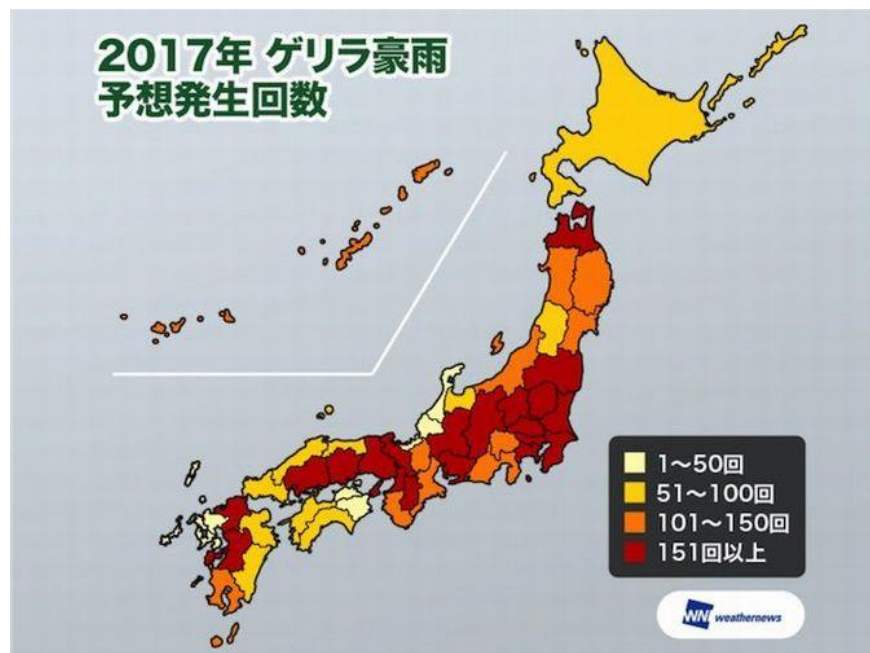 2017年 ゲリラ豪雨
予想発生回数
1〜50回
51〜100回
101〜150回
151回以上
WNI weathernews